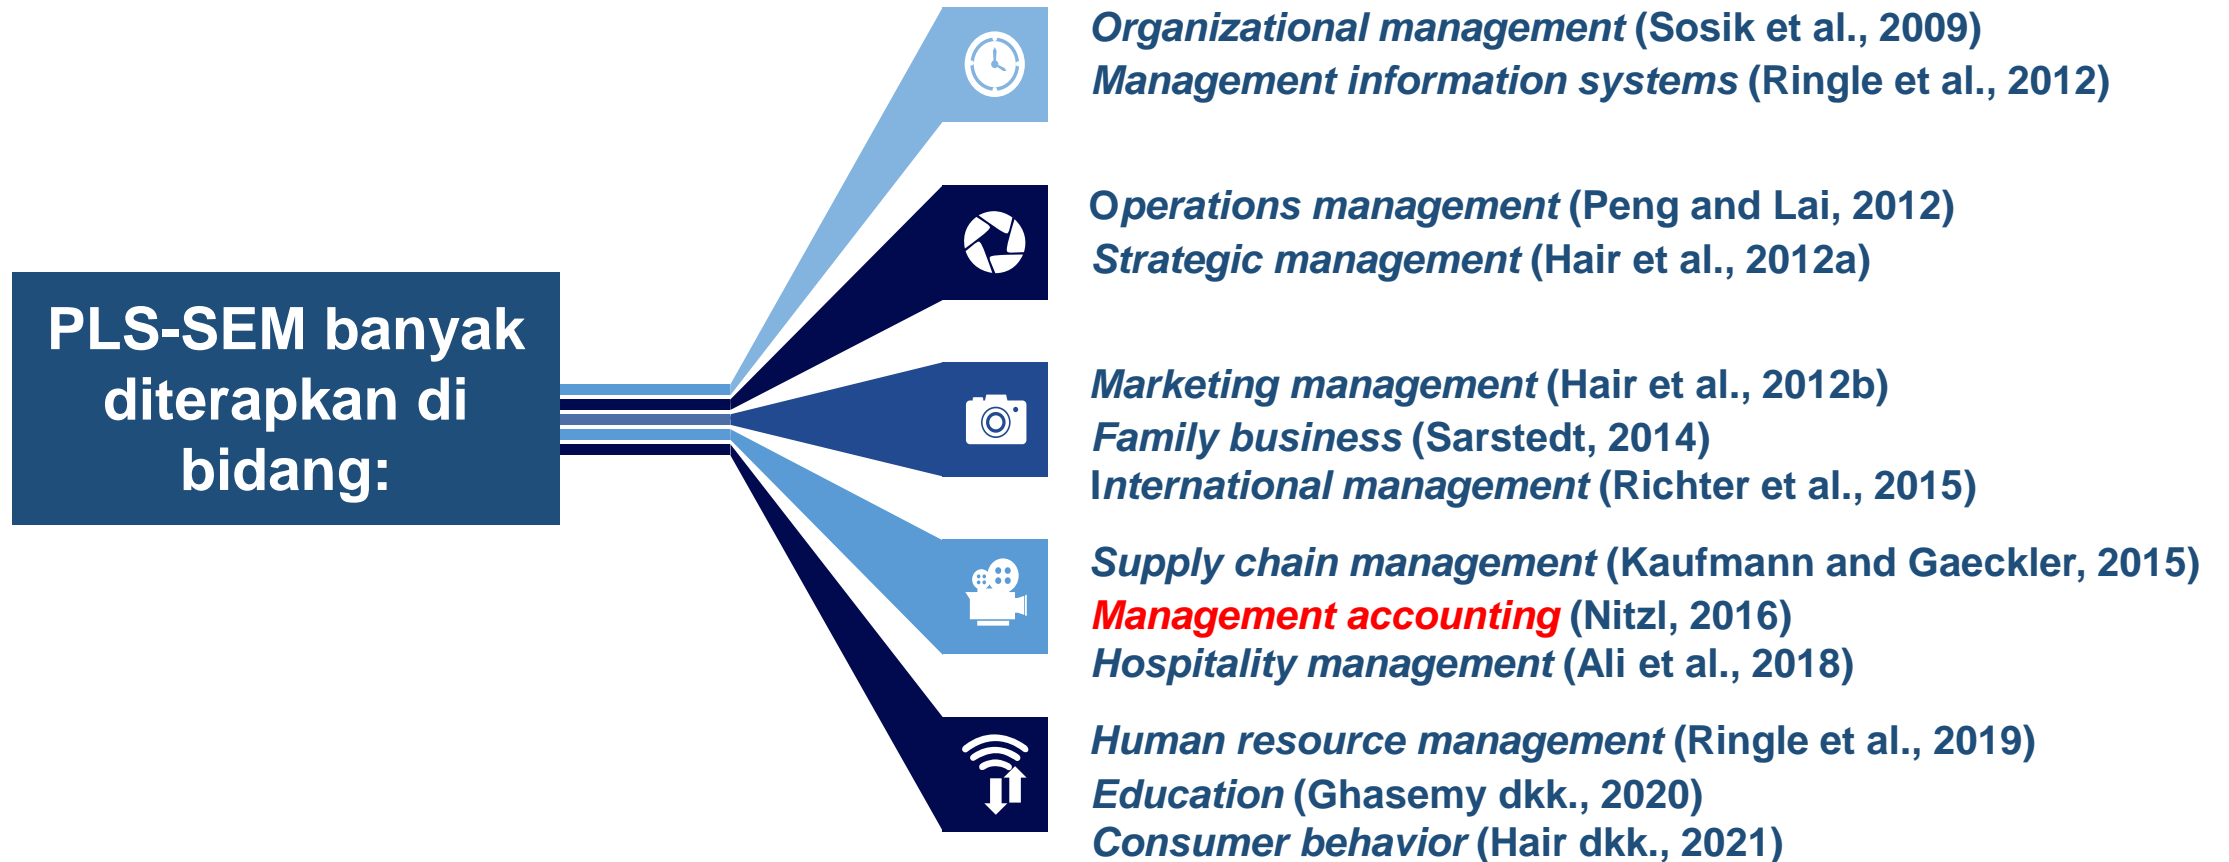 PLS-SEM banyak
diterapkan di
bidang:
Organizational management (Sosik et al., 2009)
Management information systems (Ringle et al., 2012)
Operations management (Peng and Lai, 2012)
Strategic management (Hair et al., 2012a)
Marketing management (Hair et al., 2012b)
Family business (Sarstedt, 2014)
International management (Richter et al., 2015)
Supply chain management (Kaufmann and Gaeckler, 2015)
Management accounting (Nitzl, 2016)
Hospitality management (Ali et al., 2018)
Human resource management (Ringle et al., 2019)
Education (Ghasemy dkk., 2020)
Consumer behavior (Hair dkk., 2021)